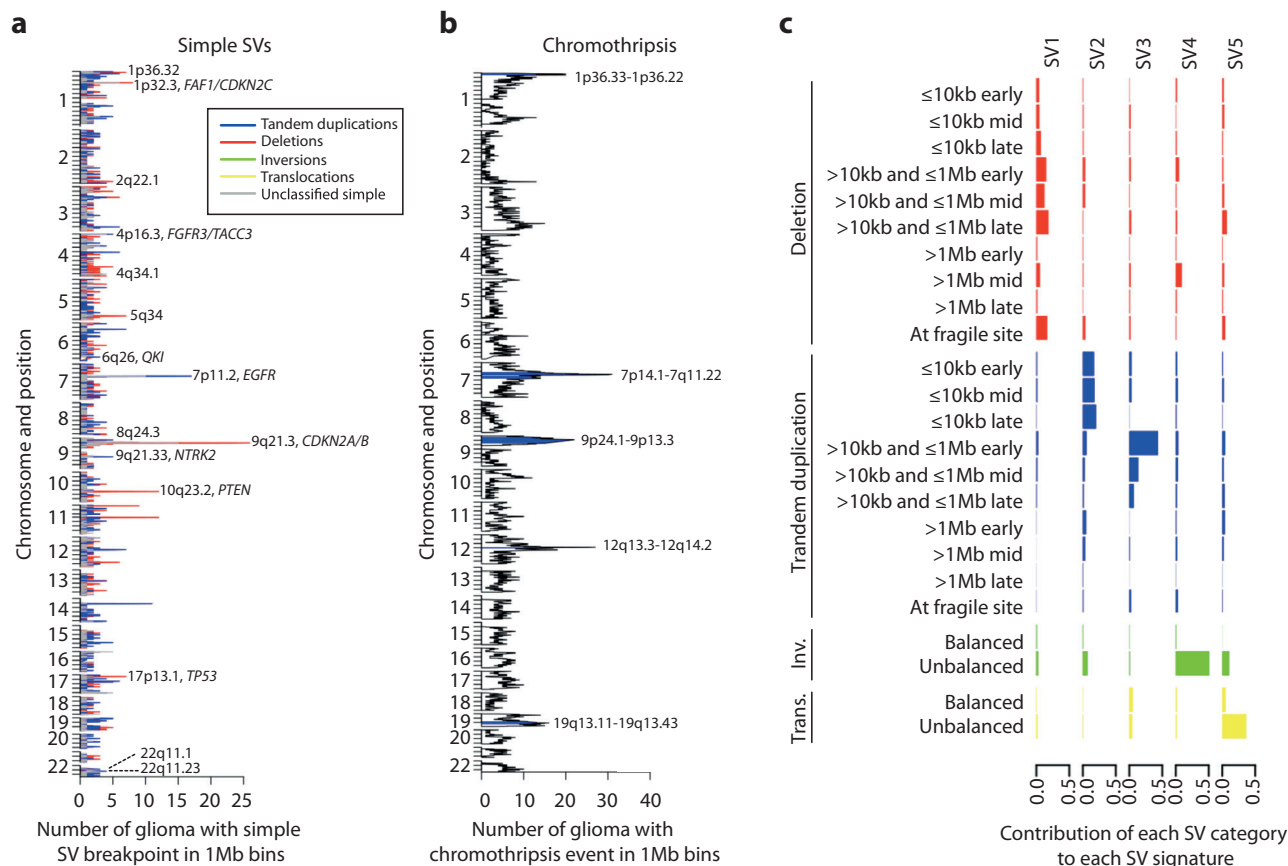 a
Simple SVs
1p36.32
1p32.3, FAF1/CDKN2C
Tandem duplications
Deletions
Inversions
Translocations
Unclassified simple
2q22.1
4p16.3, FGFR3/TACC3
4q34.1
5q34
6q26, QKI
7p11.2, EGFR
8q24.3
9q21.3, CDKN2A/B
9q21.33, NTRK2
10q23.2, PTEN
17p13.1, TP53
22q11.1
22q11.23
Chromosome and position
1
2
3
4
5
6
7
8
9
10
11
12
13
14
15
16
17
18
19
20
22
0 5 10 15 20 25
Number of glioma with simple
SV breakpoint in 1Mb bins
b
Chromothripsis
1p36.33-1p36.22
7p14.1-7q11.22
9p24.1-9p13.3
12q13.3-12q14.2
19q13.11-19q13.43
Chromosome and position
1
2
3
4
5
6
7
8
9
10
11
12
13
14
15
16
17
18
19
20
22
0 10 20 30 40
Number of glioma with
chromothripsis event in 1Mb bins
c
SV1 SV2 SV3 SV4 SV5
Deletion
≤10kb early
≤10kb mid
≤10kb late
>10kb and ≤1Mb early
>10kb and ≤1Mb mid
>10kb and ≤1Mb late
>1Mb early
>1Mb mid
>1Mb late
At fragile site
Trandem duplication
≤10kb early
≤10kb mid
≤10kb late
>10kb and ≤1Mb early
>10kb and ≤1Mb mid
>10kb and ≤1Mb late
>1Mb early
>1Mb mid
>1Mb late
At fragile site
Inv.
Balanced
Unbalanced
Trans.
Balanced
Unbalanced
0.0 0.5 0.0 0.5 0.0 0.5 0.0 0.5 0.0 0.5
Contribution of each SV category
to each SV signature